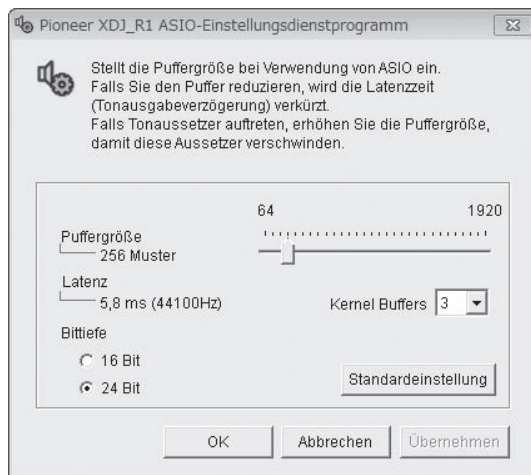 Pioneer XDJ_R1 ASIO-Einstellungsdienstprogramm
Stellt die Puffergröße bei Verwendung von ASIO ein.
Falls Sie den Puffer reduzieren, wird die Latenzzeit
(Tonausgabeverzögerung) verkürzt.
Falls Tonaussetzer auftreten, erhöhen Sie die Puffergröße,
damit diese Aussetzer verschwinden.
64 1920
Puffergröße
256 Muster
Latenz
5,8 ms (44100Hz)
Kernel Buffers 3
Bittiefe
16 Bit
24 Bit
Standardeinstellung
OK Abbrechen Übernehmen